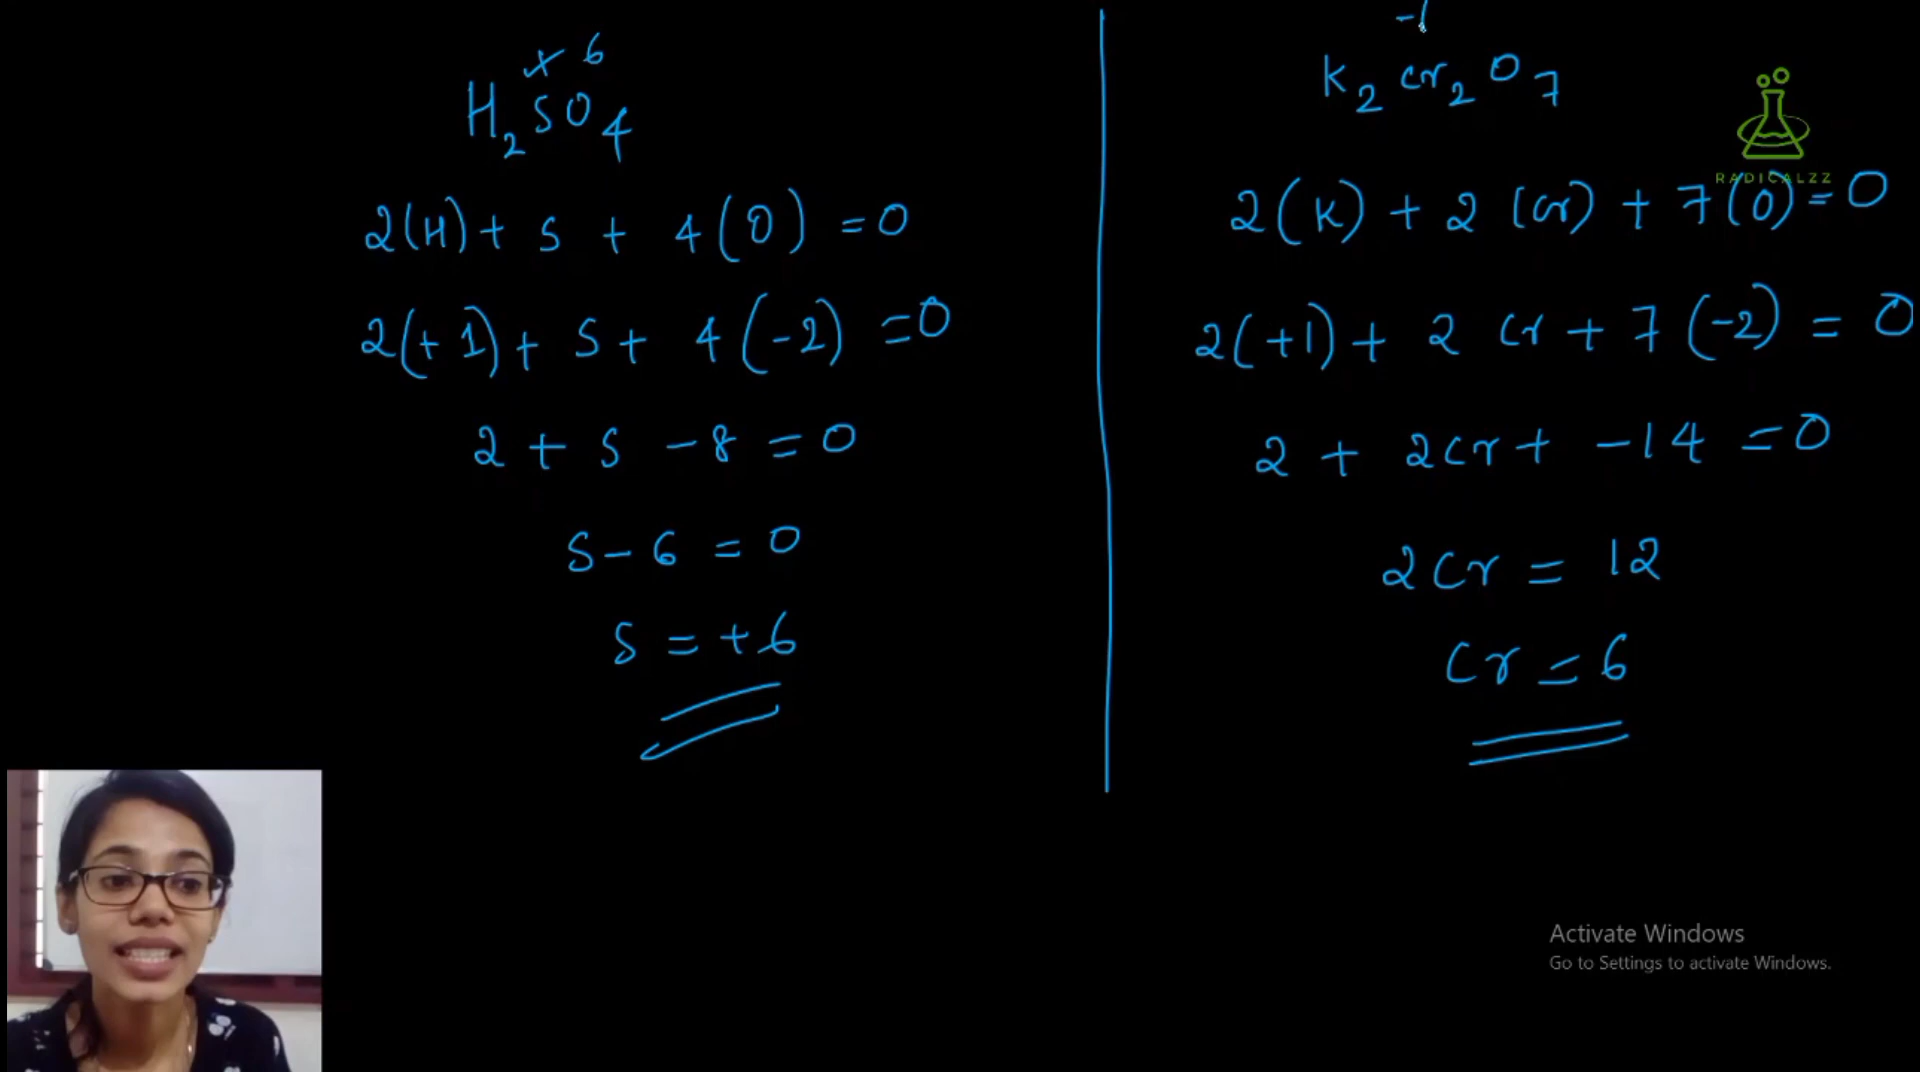 +6
H₂SO₄
2(H) + S + 4(O) = 0
2(+1) + S + 4(-2) = 0
2 + S - 8 = 0
S - 6 = 0
S = +6
K₂Cr₂O₇
2(K) + 2(Cr) + 7(O) = 0
2(+1) + 2 Cr + 7(-2) = 0
2 + 2Cr + -14 = 0
2Cr = 12
Cr = 6
RADICALZZ
Activate Windows
Go to Settings to activate Windows.